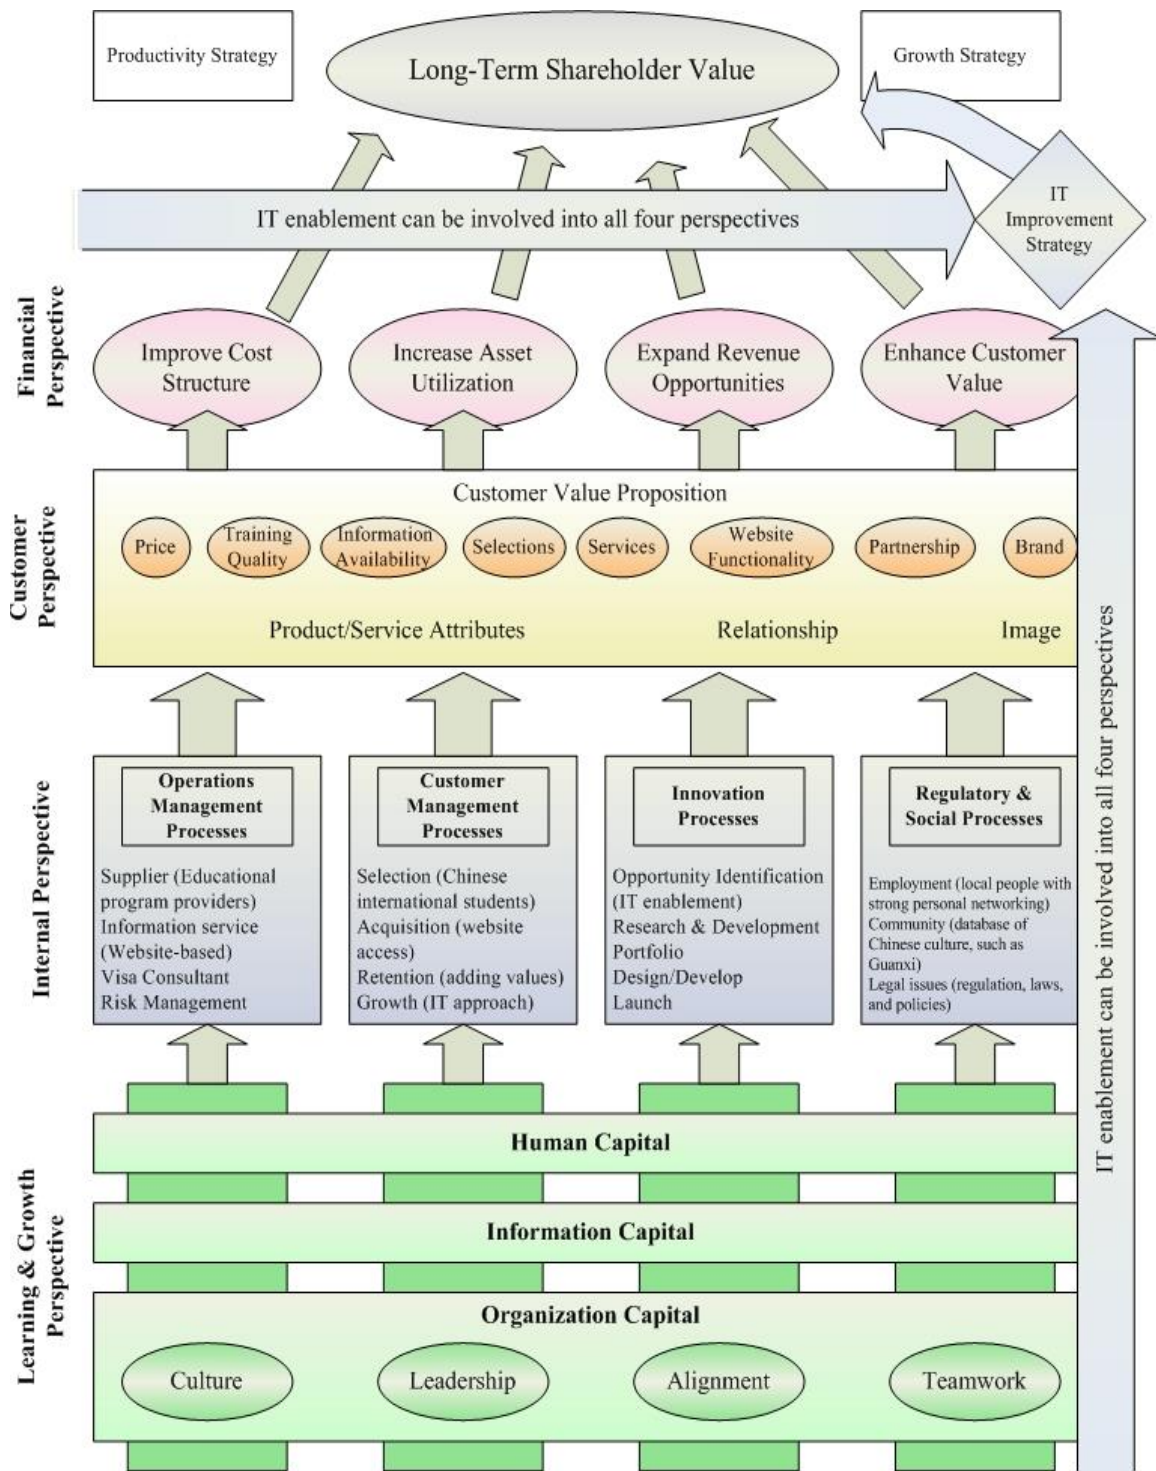 Productivity Strategy
Long-Term Shareholder Value
Growth Strategy
IT enablement can be involved into all four perspectives
IT
Improvement
Strategy
Financial
Perspective
Improve Cost
Structure
Increase Asset
Utilization
Expand Revenue
Opportunities
Enhance Customer
Value
Customer
Perspective
Customer Value Proposition
Price
Training
Quality
Information
Availability
Selections
Services
Website
Functionality
Partnership
Brand
Product/Service Attributes
Relationship
Image
Internal Perspective
Operations
Management
Processes
Supplier (Educational
program providers)
Information service
(Website-based)
Visa Consultant
Risk Management
Customer
Management
Processes
Selection (Chinese
international students)
Acquisition (website
access)
Retention (adding values)
Growth (IT approach)
Innovation
Processes
Opportunity Identification
(IT enablement)
Research & Development
Portfolio
Design/Develop
Launch
Regulatory &
Social Processes
Employment (local people with
strong personal networking)
Community (database of
Chinese culture, such as
Guanxi)
Legal issues (regulation, laws,
and policies)
IT enablement can be involved into all four perspectives
Learning & Growth
Perspective
Human Capital
Information Capital
Organization Capital
Culture
Leadership
Alignment
Teamwork